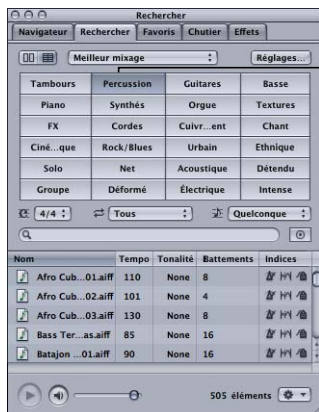 Rechercher
Navigateur Rechercher Favoris Chutier Effets
Meilleur mixage Réglages...
Tambours Percussion Guitares Basse
Piano Synthés Orgue Textures
FX Cordes Cuivr...ent Chant
Ciné...que Rock/Blues Urbain Ethnique
Solo Net Acoustique Détendu
Groupe Déformé Électrique Intense
4/4 Tous Quelconque
Nom Tempo Tonalité Battements Indices
Afro Cub...01.aiff 110 None 8
Afro Cub...02.aiff 101 None 4
Afro Cub...03.aiff 130 None 8
Bass Ter...as.aiff 85 None 16
Batajon ...01.aiff 90 None 16
505 éléments